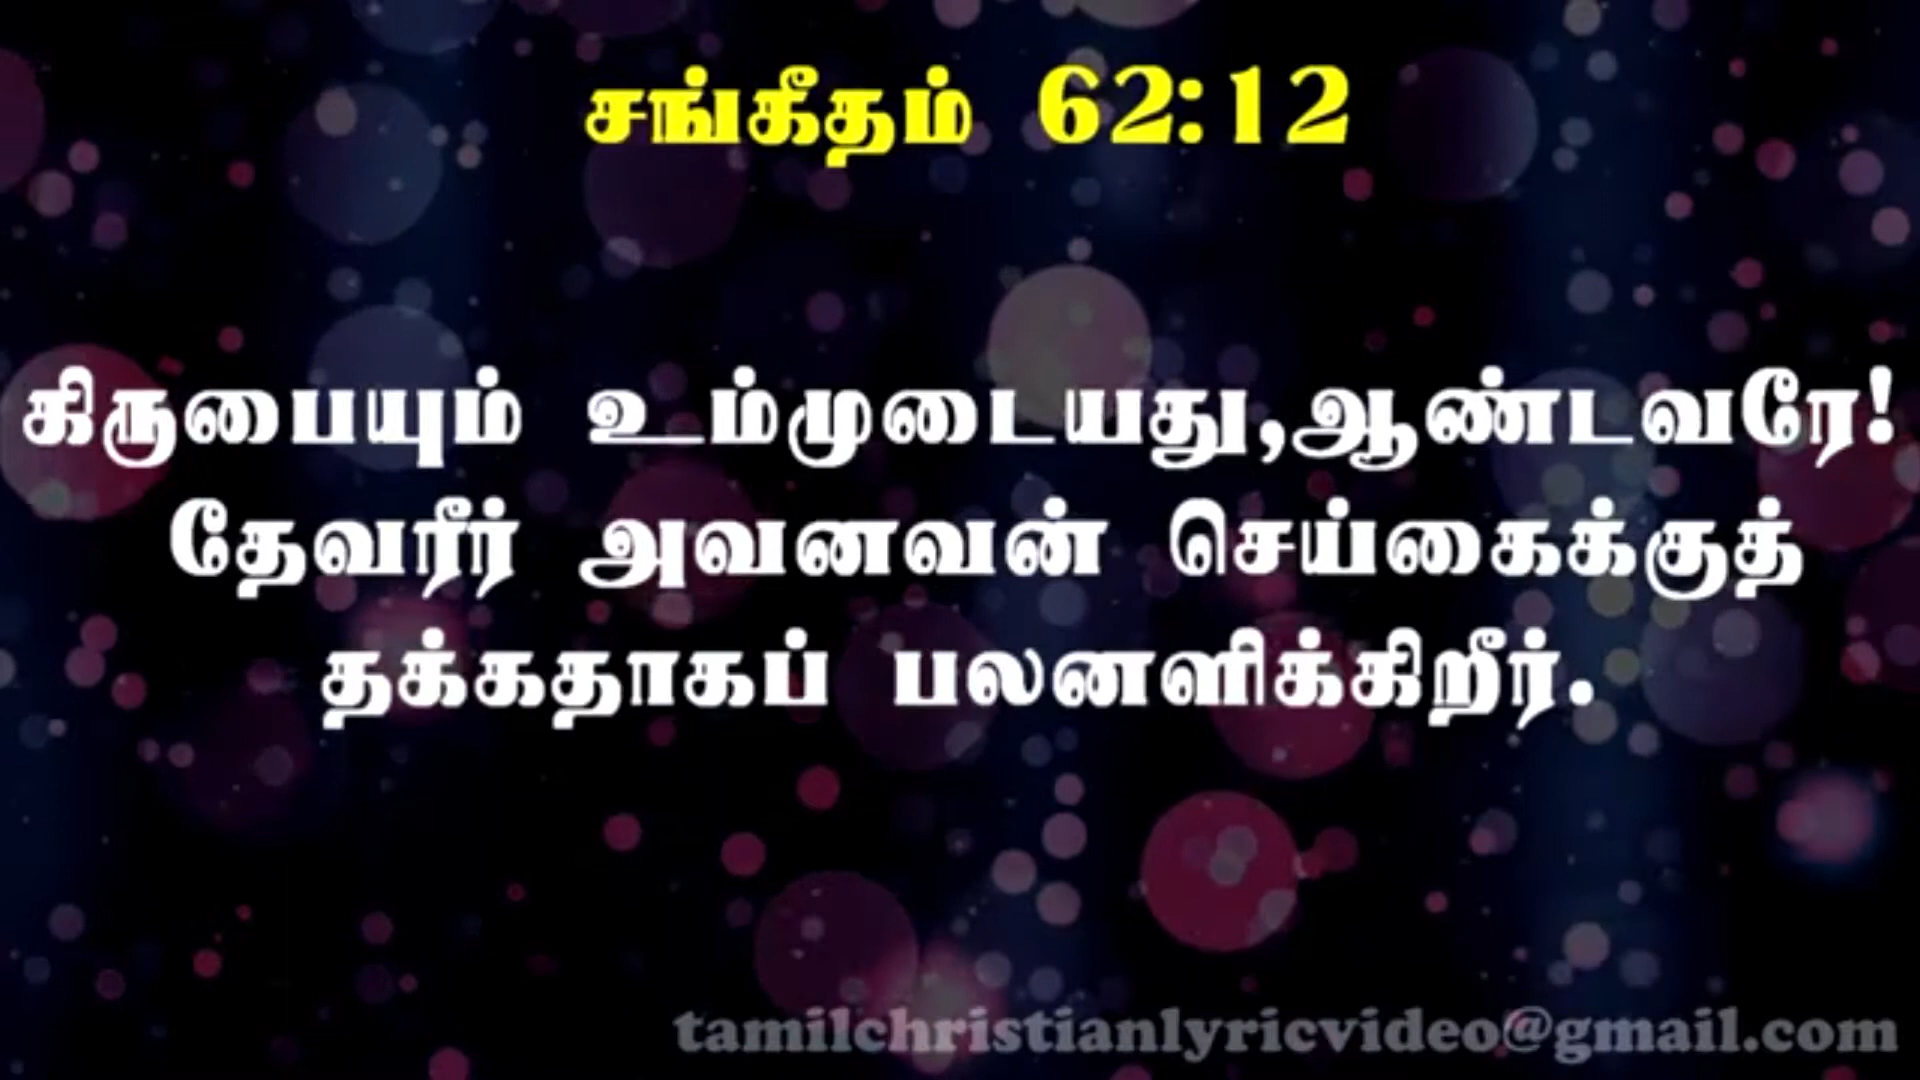 சங்கீதம் 62:12
கிருபையும் உம்முடையது,ஆண்டவரே!
தேவரீர் அவனவன் செய்கைக்குத்
தக்கதாகப் பலனளிக்கிறீர்.
tamilchristianlyricvideo@gmail.com